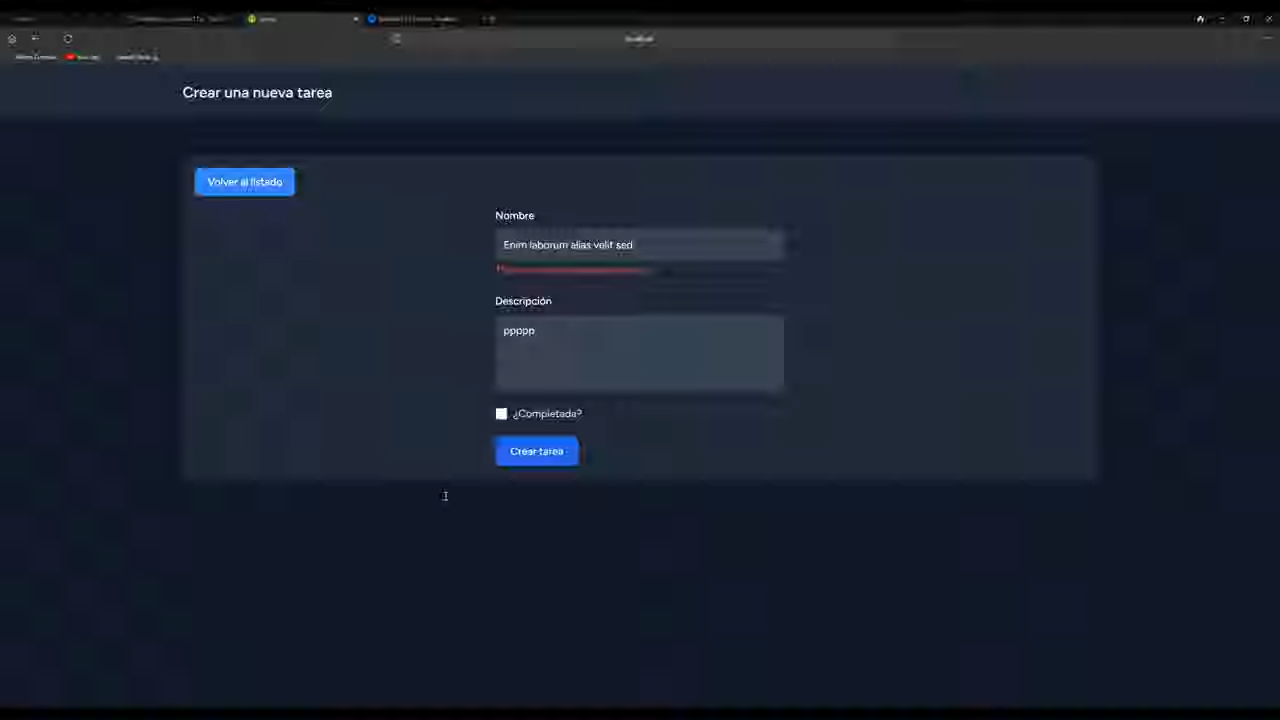 Crear una nueva tarea
Volver al listado
Nombre
Enim laborum alias velit sed
Descripción
ppppp
¿Completada?
Crear tarea